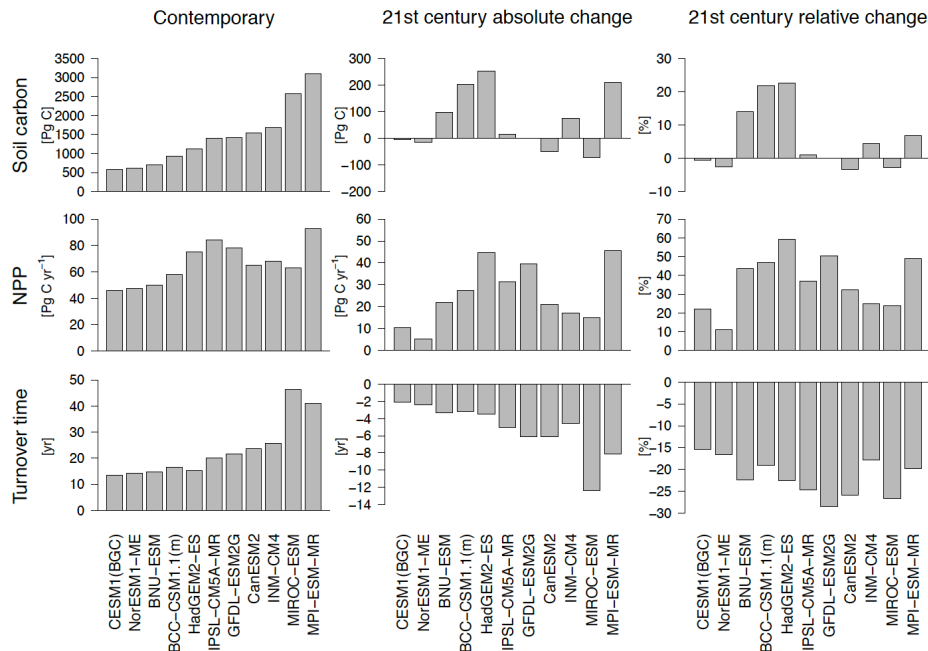 Contemporary
21st century absolute change
21st century relative change
Soil carbon
[Pg C]
3500
3000
2500
2000
1500
1000
500
0
[Pg C]
300
200
100
0
−100
−200
[%]
30
20
10
0
−10
NPP
[Pg C yr⁻¹]
100
80
60
40
20
0
[Pg C yr⁻¹]
60
50
40
30
20
10
0
[%]
70
60
50
40
30
20
10
0
Turnover time
[yr]
50
40
30
20
10
0
[yr]
0
−2
−4
−6
−8
−10
−12
−14
[%]
0
−5
−10
−15
−20
−25
−30
CESM1(BGC)
NorESM1−ME
BNU−ESM
BCC−CSM1.1(m)
HadGEM2−ES
IPSL−CM5A−MR
GFDL−ESM2G
CanESM2
INM−CM4
MIROC−ESM
MPI−ESM−MR
CESM1(BGC)
NorESM1−ME
BNU−ESM
BCC−CSM1.1(m)
HadGEM2−ES
IPSL−CM5A−MR
GFDL−ESM2G
CanESM2
INM−CM4
MIROC−ESM
MPI−ESM−MR
CESM1(BGC)
NorESM1−ME
BNU−ESM
BCC−CSM1.1(m)
HadGEM2−ES
IPSL−CM5A−MR
GFDL−ESM2G
CanESM2
INM−CM4
MIROC−ESM
MPI−ESM−MR